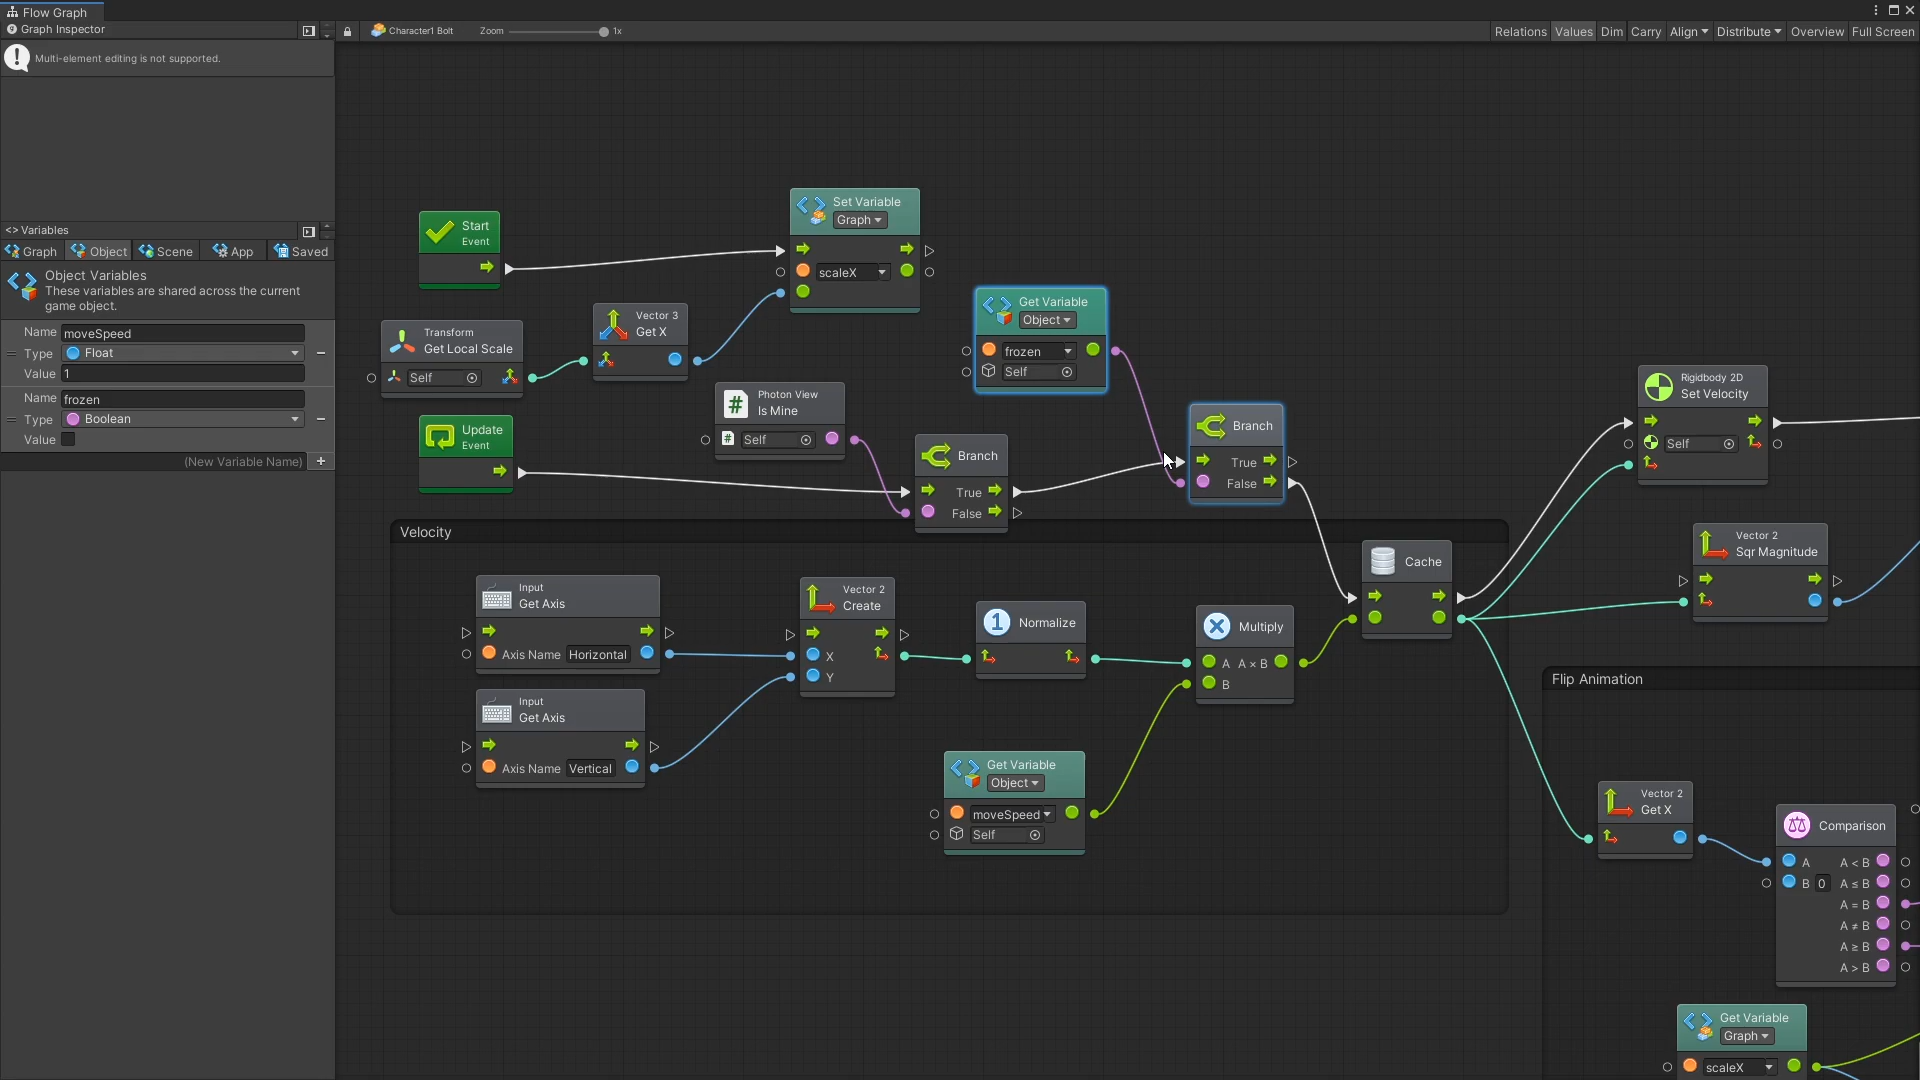 Flow Graph
Graph Inspector
Character1 Bolt
Zoom
1x
Relations
Values
Dim
Carry
Align
Distribute
Overview
Full Screen
Multi-element editing is not supported.
<> Variables
Graph
Object
Scene
App
Saved
Object Variables
These variables are shared across the current
game object.
Name moveSpeed
Type Float
Value 1
Name frozen
Type Boolean
Value
(New Variable Name)
Start
Event
Set Variable
Graph
scaleX
Transform
Get Local Scale
Self
Vector 3
Get X
Get Variable
Object
frozen
Self
Photon View
Is Mine
Self
Update
Event
Branch
True
False
Branch
True
False
Rigidbody 2D
Set Velocity
Self
Velocity
Input
Get Axis
Axis Name Horizontal
Input
Get Axis
Axis Name Vertical
Vector 2
Create
X
Y
1
Normalize
Multiply
A A × B
B
Cache
Vector 2
Sqr Magnitude
Get Variable
Object
moveSpeed
Self
Flip Animation
Vector 2
Get X
Comparison
A A < B
B 0 A ≤ B
A = B
A ≠ B
A ≥ B
A > B
Get Variable
Graph
scaleX